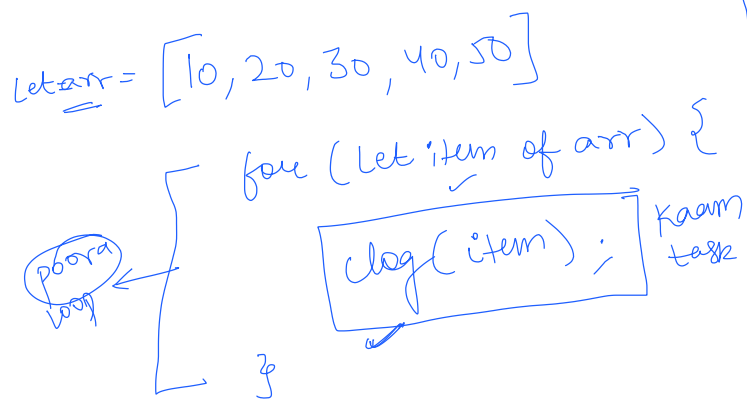 let arr = [10, 20, 30, 40, 50]
for (let item of arr) {
clog(item);
kaam
task
poora
loop
}